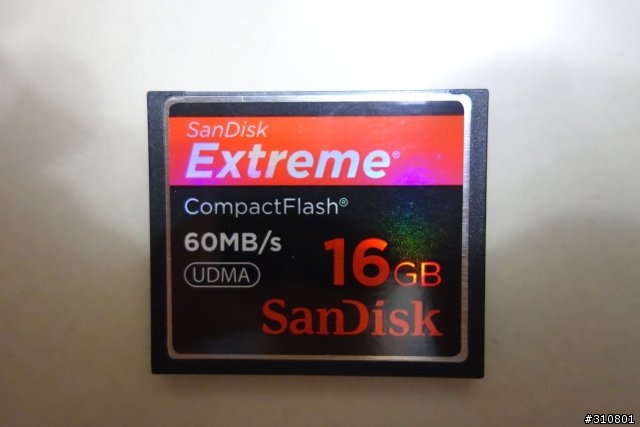 SanDisk
Extreme®
CompactFlash®
60MB/s
UDMA
16GB
SanDisk
#310801